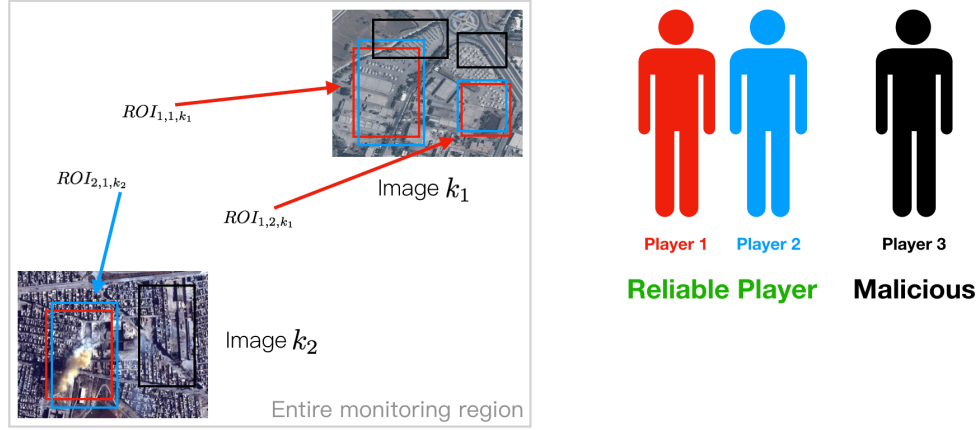 ROI_{1,1,k_1}
Image k_1
ROI_{2,1,k_2}
ROI_{1,2,k_1}
Image k_2
Entire monitoring region
Player 1
Player 2
Player 3
Reliable Player
Malicious